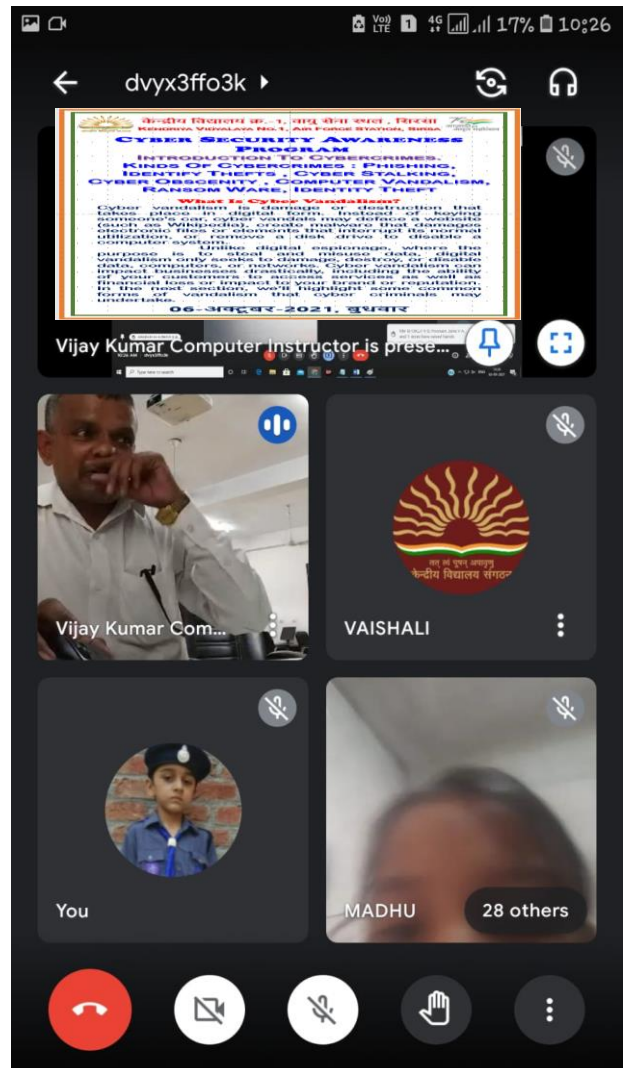 Vo)) LTE 1 4G 17% 10:26
dvyx3ffo3k
केन्द्रीय विद्यालय क्र.-१, वायु सेना स्थल, सिरसा
KENDRIYA VIDYALAYA NO.1, AIR FORCE STATION, SIRSA
CYBER SECURITY AWARENESS
PROGRAM
INTRODUCTION TO CYBERCRIMES,
KINDS OF CYBERCRIMES : PHISHING,
IDENTIFY THEFTS , CYBER STALKING,
CYBER OBSCENITY , COMPUTER VANDALISM,
RANSOM WARE, IDENTITY THEFT
What Is Cyber Vandalism?
Cyber vandalism is damage or destruction that
takes place in digital form. Instead of keying
someone's car, cyber vandals may deface a website
(such as Wikipedia), create malware that damages
electronic files or elements that interrupt its normal
utilization, or remove a disk drive to disable a
computer system.
Unlike digital espionage, where the
purpose is to steal and misuse data, digital
vandalism only seeks to damage, destroy, or disable
data, computers, or networks. Cyber vandalism can
impact businesses drastically, including the ability
of your customers to access services as well as
financial loss or impact to your brand or reputation.
In the next section, we'll highlight some common
forms of vandalism that cyber criminals may
undertake.
06-अक्टूबर-2021, बुधवार
Vijay Kumar Computer Instructor is prese...
Type here to search
Vijay Kumar Com...
तत् त्वं पूषन् अपावृणु
केन्द्रीय विद्यालय संगठन
VAISHALI
You
MADHU
28 others